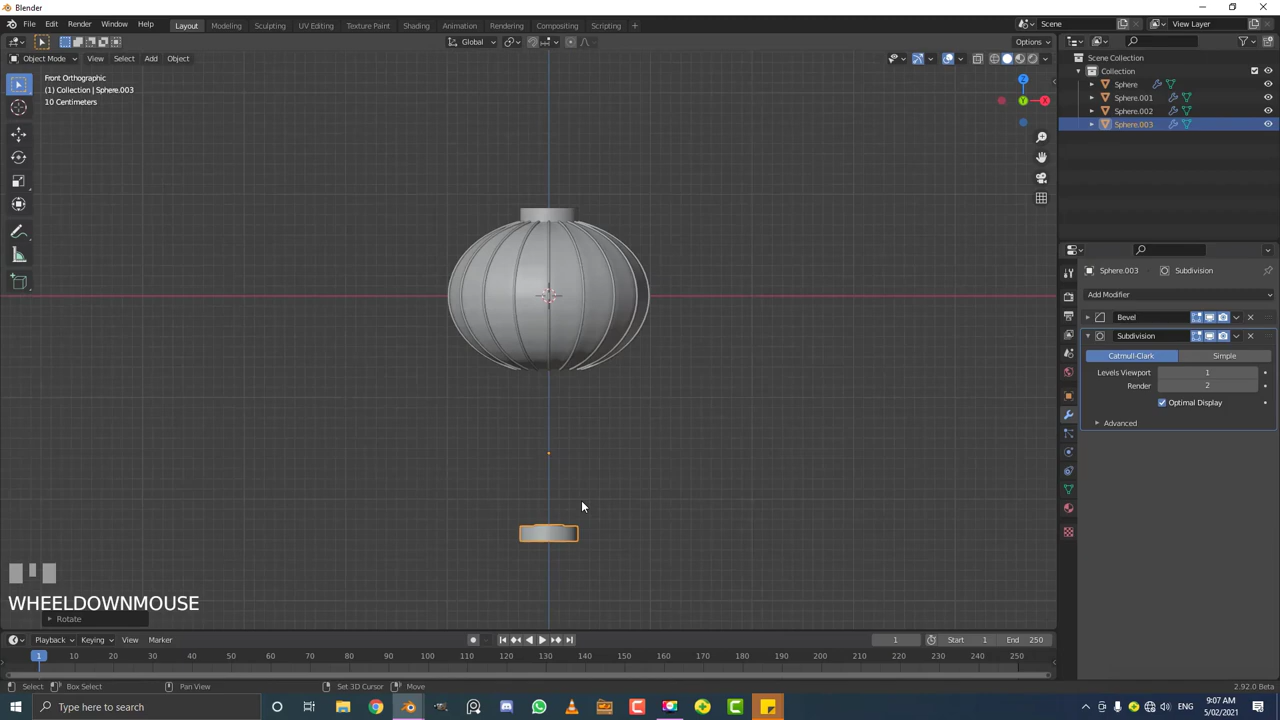 Blender
File Edit Render Window Help Layout Modeling Sculpting UV Editing Texture Paint Shading Animation Rendering Compositing Scripting + Scene View Layer
Global Options
Object Mode View Select Add Object
Front Orthographic
(1) Collection | Sphere.003
10 Centimeters
Z
Y
X
Scene Collection
Collection
Sphere
Sphere.001
Sphere.002
Sphere.003
Sphere.003 Subdivision
Add Modifier
Bevel
Subdivision
Catmull-Clark Simple
Levels Viewport 1
Render 2
Optimal Display
Advanced
WHEELDOWNMOUSE
Rotate
Playback Keying View Marker 1 Start 1 End 250
1 10 20 30 40 50 60 70 80 90 100 110 120 130 140 150 160 170 180 190 200 210 220 230 240 250
Select Box Select Pan View Set 3D Cursor Move 2.92.0 Beta
Type here to search ENG 9:07 AM
5/02/2021